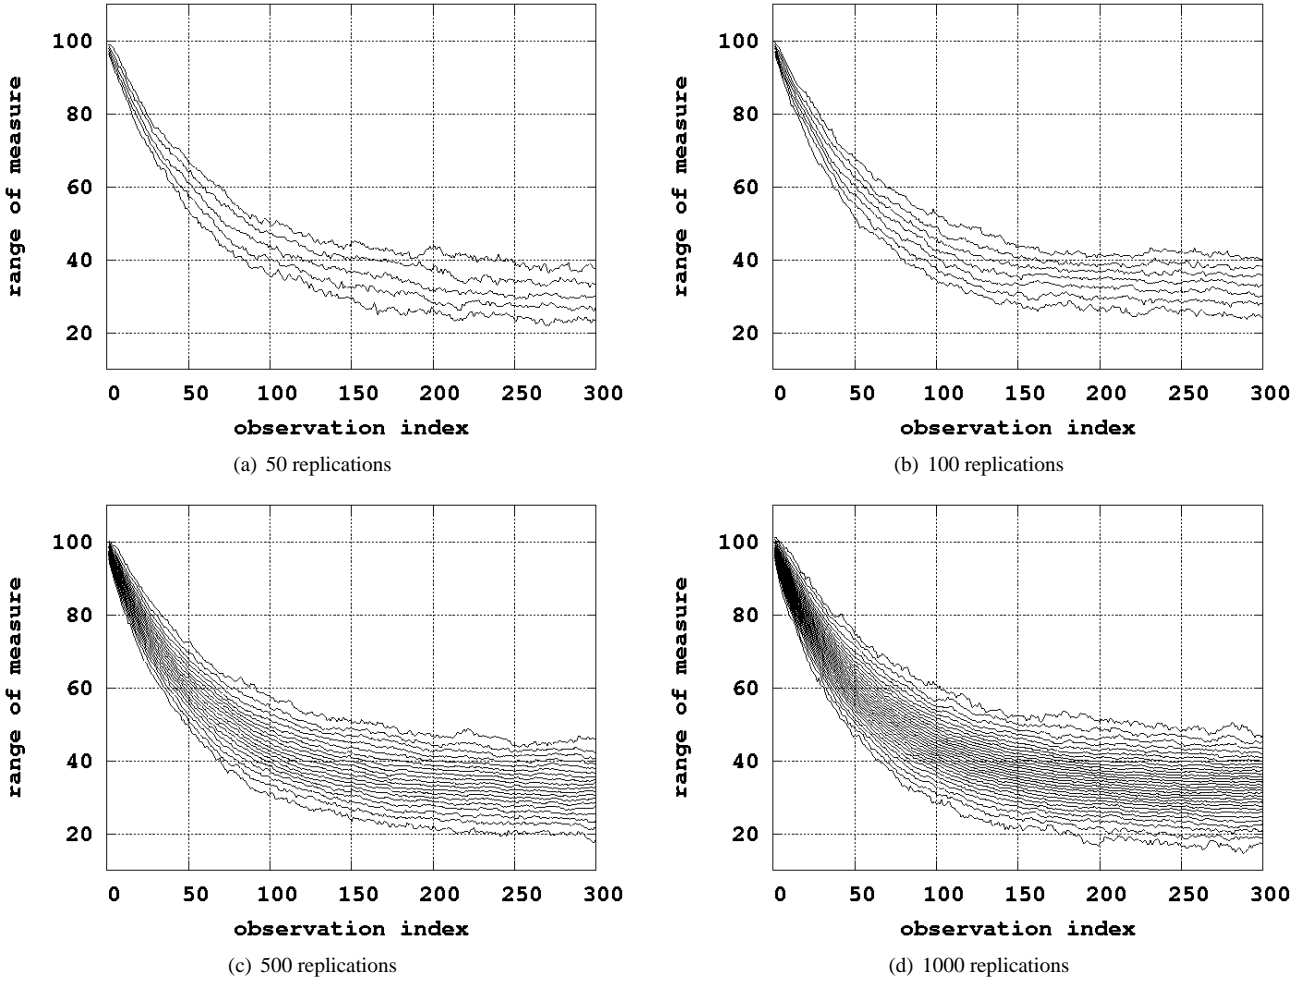 100
80
60
40
20
range of measure
0 50 100 150 200 250 300
observation index
(a) 50 replications
100
80
60
40
20
range of measure
0 50 100 150 200 250 300
observation index
(b) 100 replications
100
80
60
40
20
range of measure
0 50 100 150 200 250 300
observation index
(c) 500 replications
100
80
60
40
20
range of measure
0 50 100 150 200 250 300
observation index
(d) 1000 replications